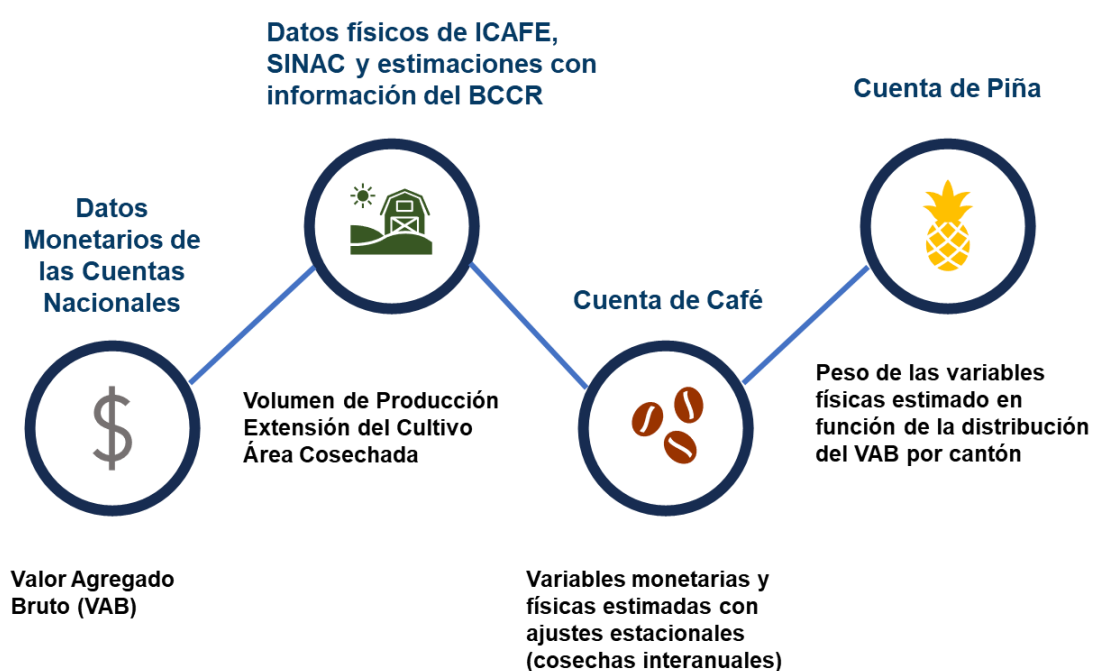 Datos
Monetarios de
las Cuentas
Nacionales
Valor Agregado
Bruto (VAB)
Datos físicos de ICAFE,
SINAC y estimaciones con
información del BCCR
Volumen de Producción
Extensión del Cultivo
Área Cosechada
Cuenta de Café
Variables monetarias y
físicas estimadas con
ajustes estacionales
(cosechas interanuales)
Cuenta de Piña
Peso de las variables
físicas estimado en
función de la distribución
del VAB por cantón